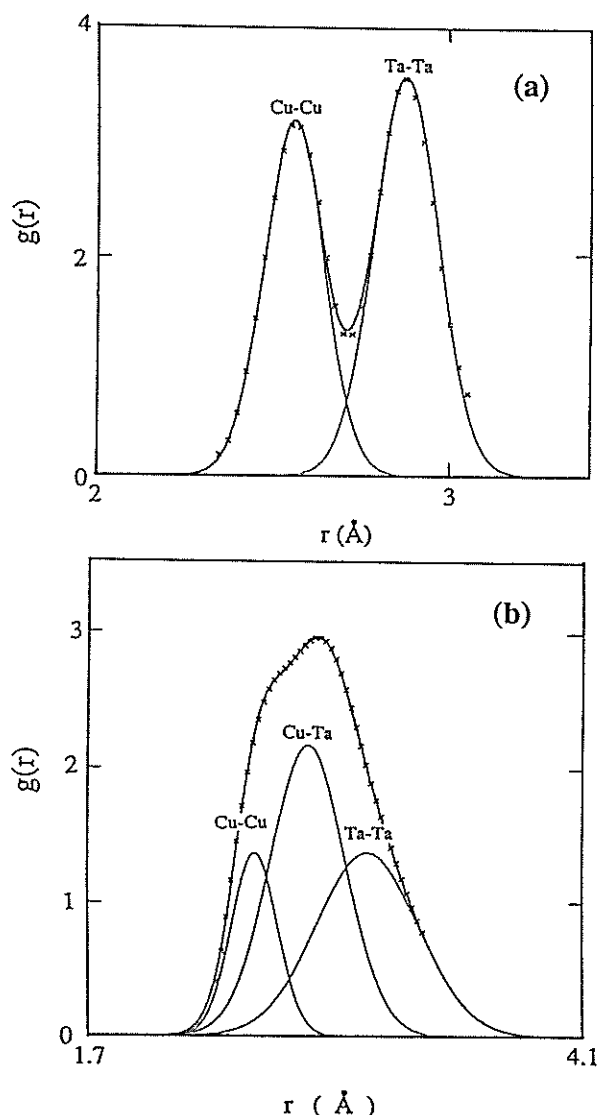 4
(a)
Ta-Ta
Cu-Cu
g(r)
2
0
2
3
r (Å)
(b)
3
Cu-Ta
g(r)
2
Cu-Cu
Ta-Ta
1
0
1.7
4.1
r ( Å )